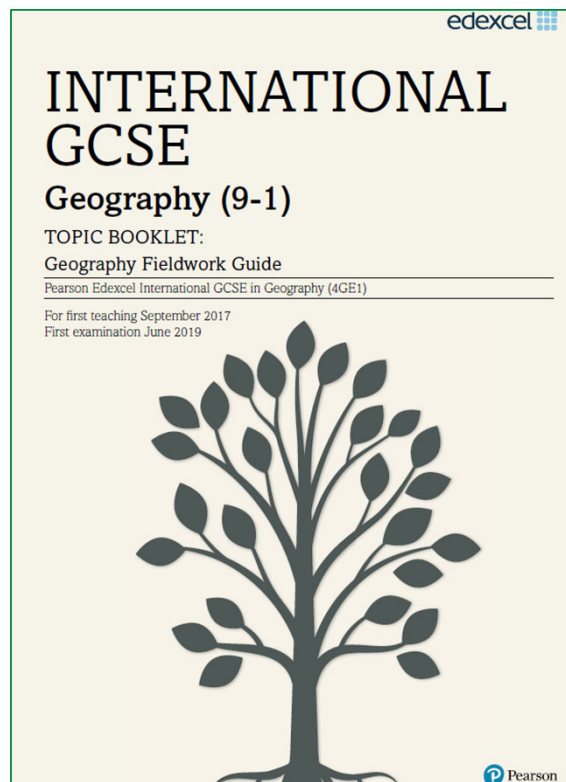 edexcel
INTERNATIONAL
GCSE
Geography (9-1)
TOPIC BOOKLET:
Geography Fieldwork Guide
Pearson Edexcel International GCSE in Geography (4GE1)
For first teaching September 2017
First examination June 2019
Pearson